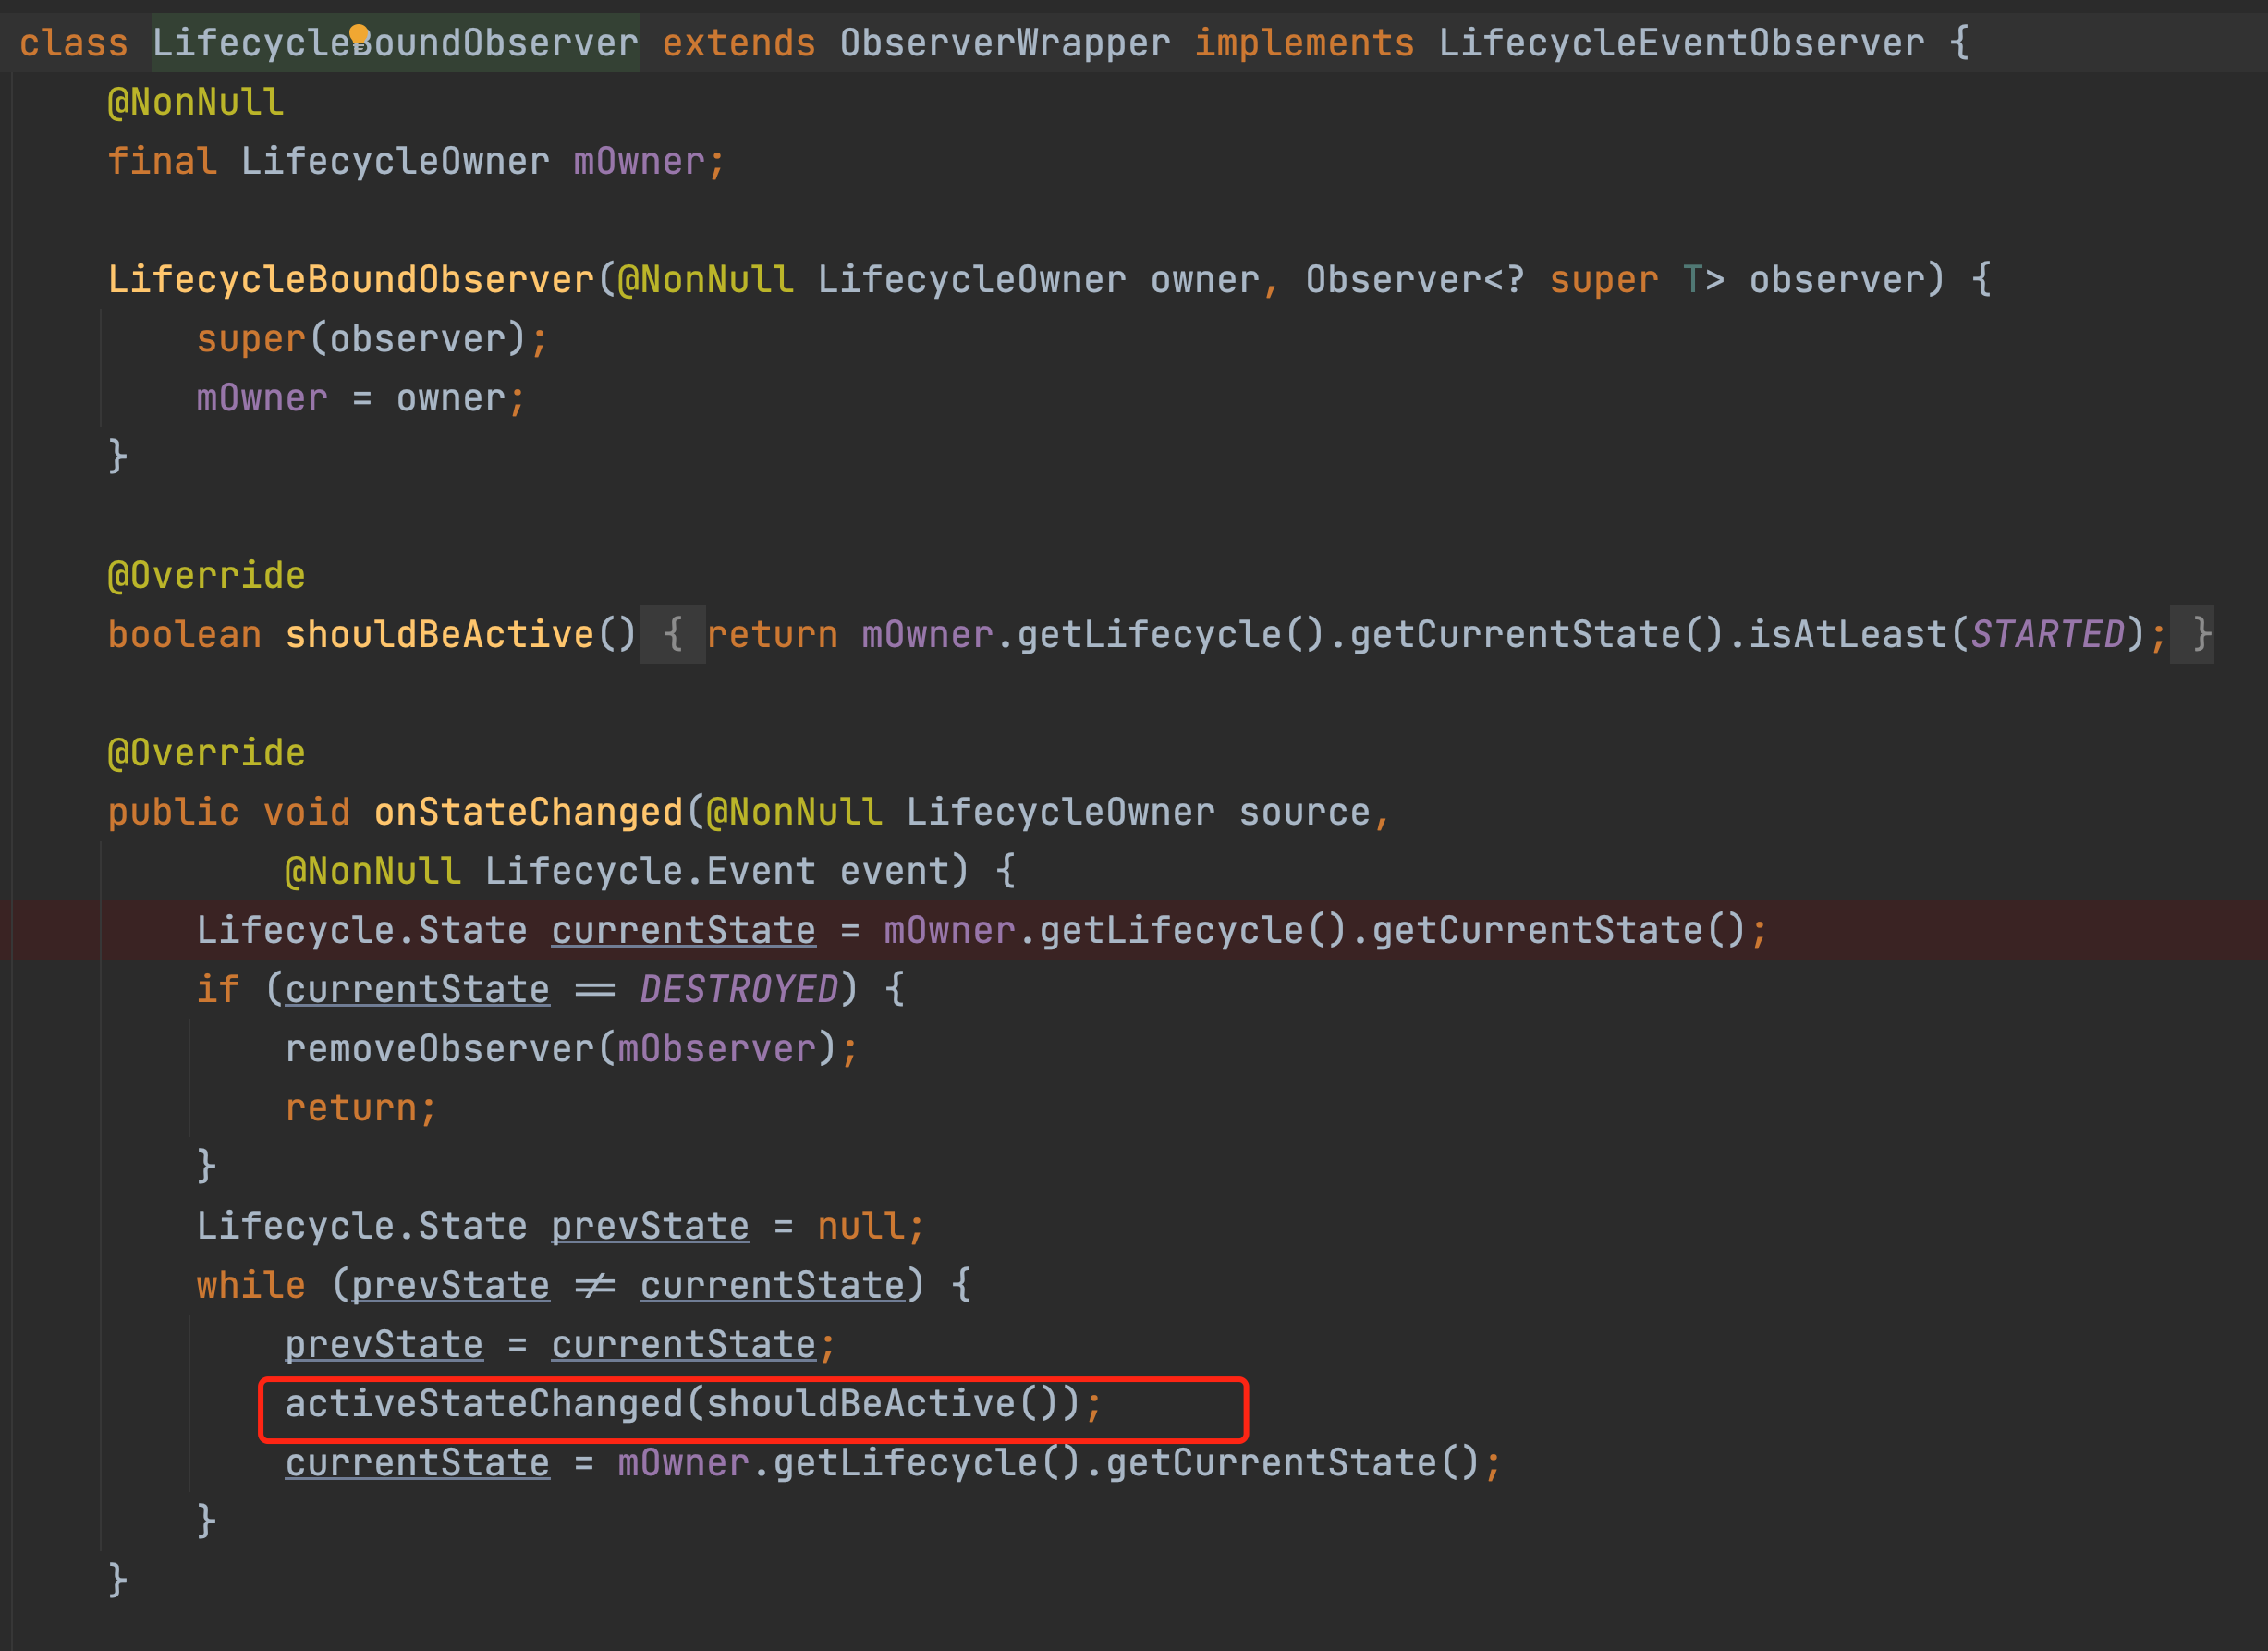 class LifecycleBoundObserver extends ObserverWrapper implements LifecycleEventObserver {
@NonNull
final LifecycleOwner mOwner;
LifecycleBoundObserver(@NonNull LifecycleOwner owner, Observer<? super T> observer) {
super(observer);
mOwner = owner;
}
@Override
boolean shouldBeActive() { return mOwner.getLifecycle().getCurrentState().isAtLeast(STARTED); }
@Override
public void onStateChanged(@NonNull LifecycleOwner source,
@NonNull Lifecycle.Event event) {
Lifecycle.State currentState = mOwner.getLifecycle().getCurrentState();
if (currentState == DESTROYED) {
removeObserver(mObserver);
return;
}
Lifecycle.State prevState = null;
while (prevState != currentState) {
prevState = currentState;
activeStateChanged(shouldBeActive());
currentState = mOwner.getLifecycle().getCurrentState();
}
}